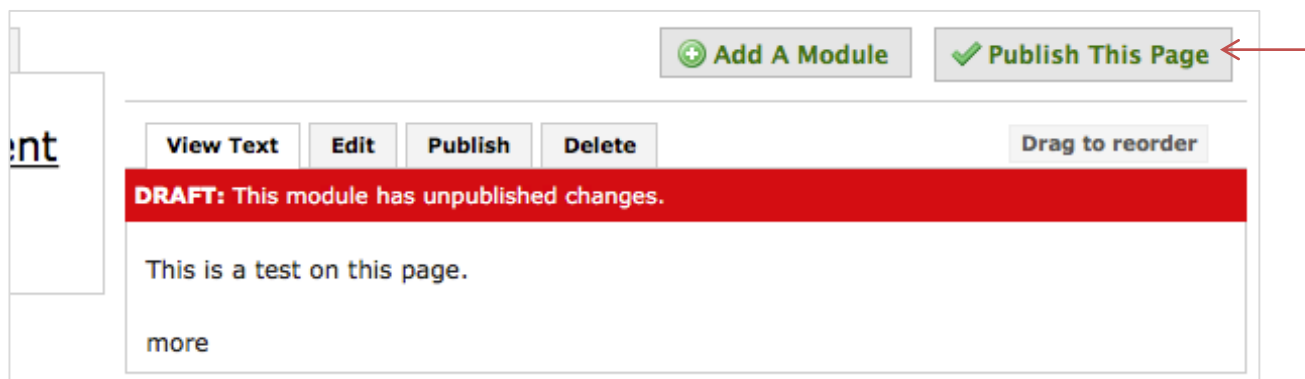 Add A Module
Publish This Page
View Text
Edit
Publish
Delete
Drag to reorder
DRAFT: This module has unpublished changes.
This is a test on this page.
more